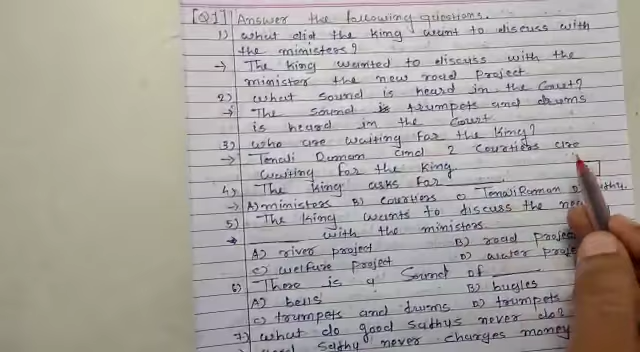 [Q1] Answer the following questions.
1) what did the king want to discuss with
the ministers?
→ The king wanted to discuss with the
minister the new road project
2) what sound is heard in the Court?
→ The sound is trumpets and drums
is heard in the court.
3) who are waiting for the king?
→ Tenali Raman and 2 courtiers are
waiting for the king
4) The king asks for
→ A) ministers B) courtiers c) Tenali Raman
5) The king wants to discuss the new
with the ministers.
A) river project B) road project
c) welfare project D) water
6) There is a sound of
A) bells B) bugles
c) trumpets and drums D) trumpets
7) what do good sathys never do?
sathy never charges money